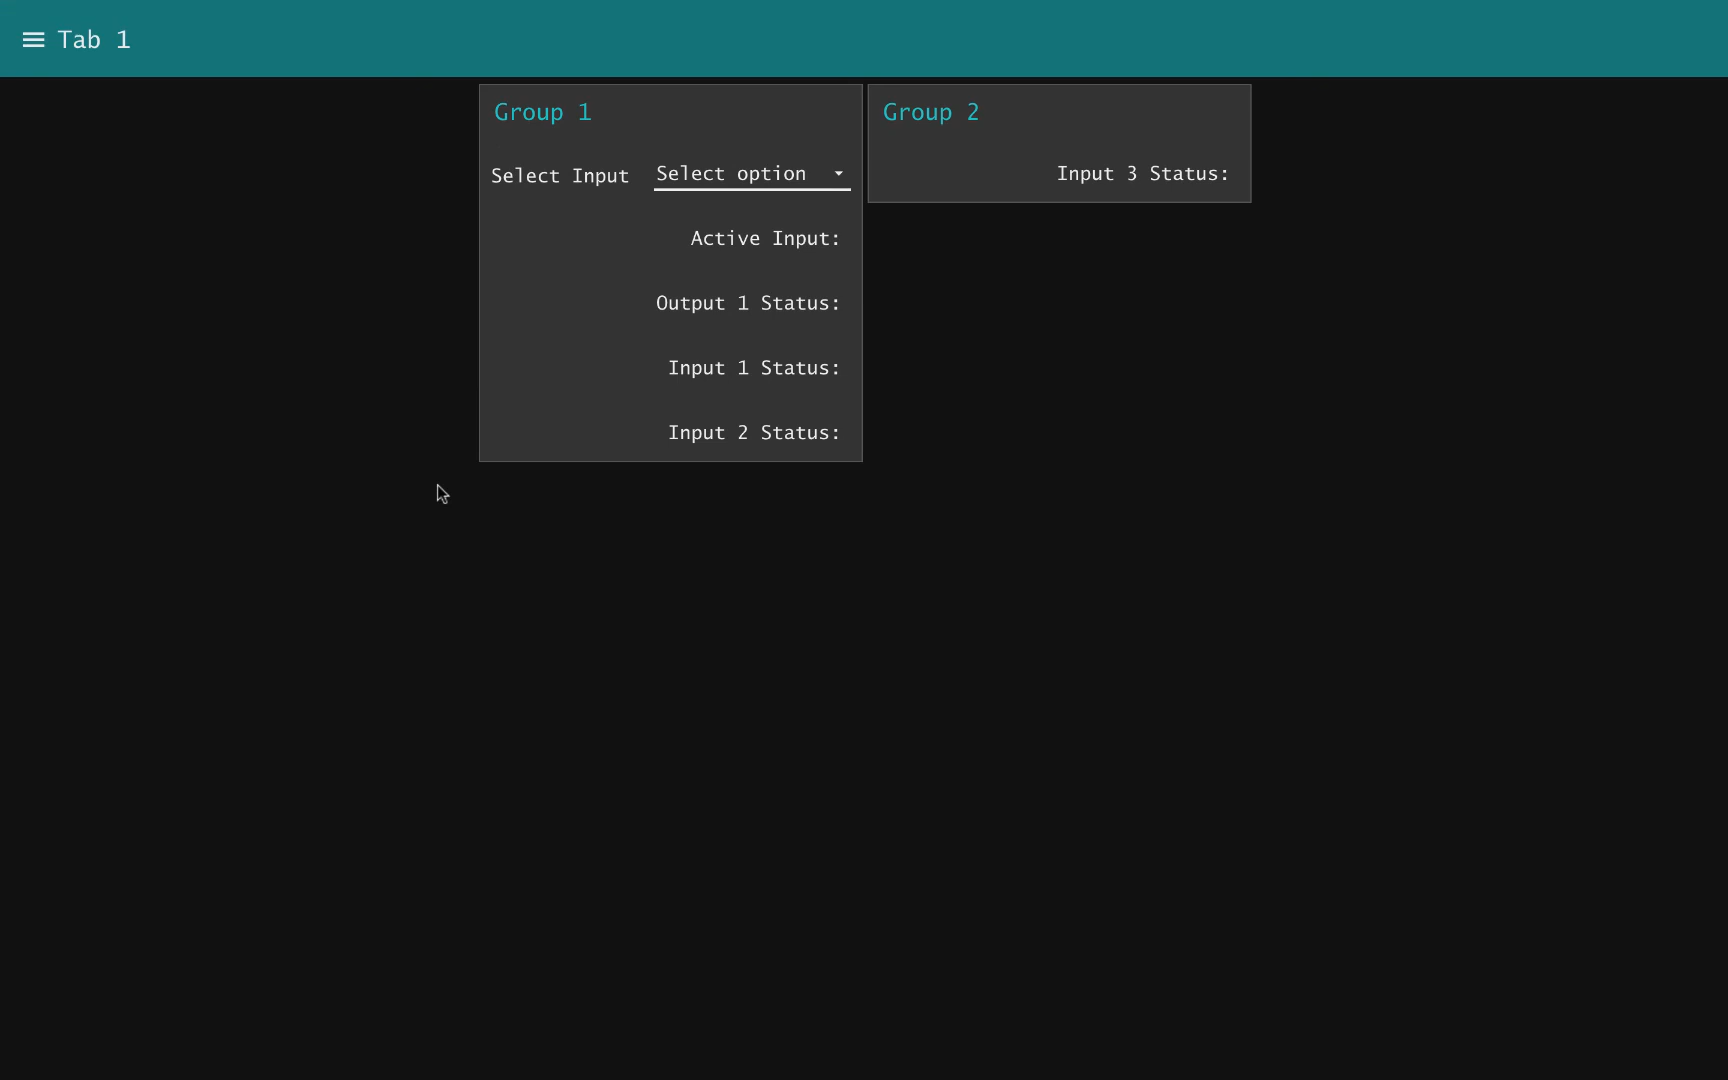 Tab 1
Group 1
Select Input Select option
Active Input:
Output 1 Status:
Input 1 Status:
Input 2 Status:
Group 2
Input 3 Status: